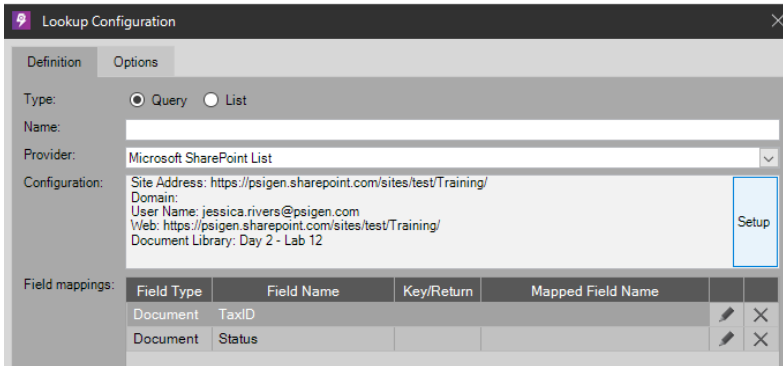 Lookup Configuration
Definition Options
Type: Query List
Name:
Provider: Microsoft SharePoint List
Configuration: Site Address: https://psigen.sharepoint.com/sites/test/Training/
Domain:
User Name: jessica.rivers@psigen.com
Web: https://psigen.sharepoint.com/sites/test/Training/
Setup
Document Library: Day 2 - Lab 12
Field mappings: Field Type Field Name Key/Return Mapped Field Name
Document TaxID
Document Status